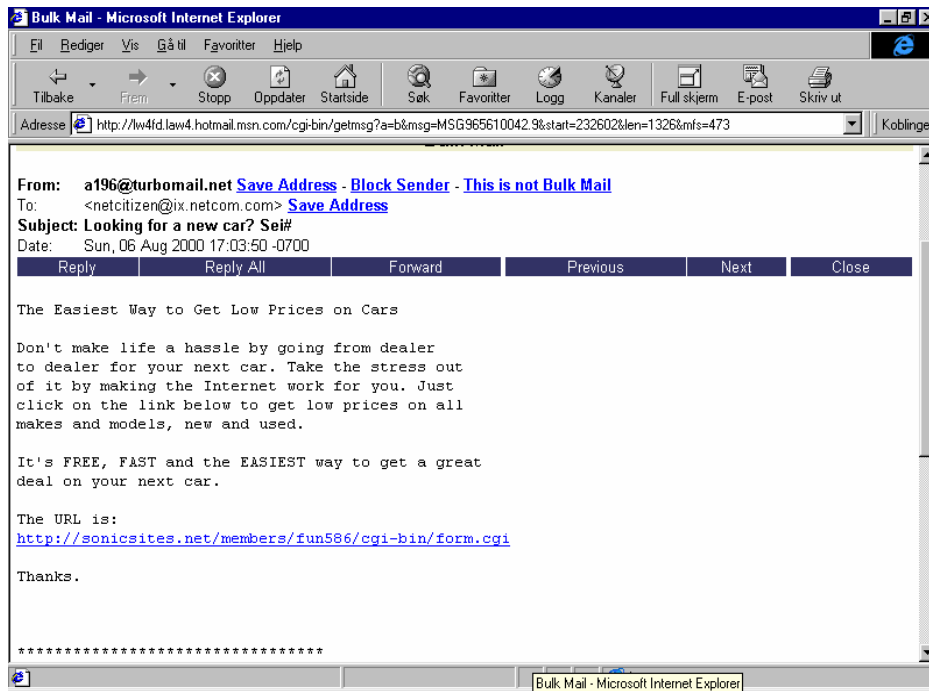 Bulk Mail - Microsoft Internet Explorer
Fil Rediger Vis Gå til Favoritter Hjelp
Tilbake Frem Stopp Oppdater Startside Søk Favoritter Logg Kanaler Full skjerm E-post Skriv ut
Adresse http://lw4fd.law4.hotmail.msn.com/cgi-bin/getmsg?a=b&msg=MSG965610042.9&start=232602&len=1326&mfs=473 Koblinge
From: a196@turbomail.net Save Address - Block Sender - This is not Bulk Mail
To: <netcitizen@ix.netcom.com> Save Address
Subject: Looking for a new car? Sei#
Date: Sun, 06 Aug 2000 17:03:50 -0700
Reply Reply All Forward Previous Next Close
The Easiest Way to Get Low Prices on Cars
Don't make life a hassle by going from dealer
to dealer for your next car. Take the stress out
of it by making the Internet work for you. Just
click on the link below to get low prices on all
makes and models, new and used.
It's FREE, FAST and the EASIEST way to get a great
deal on your next car.
The URL is:
http://sonicsites.net/members/fun586/cgi-bin/form.cgi
Thanks.
*********************************
Bulk Mail - Microsoft Internet Explorer